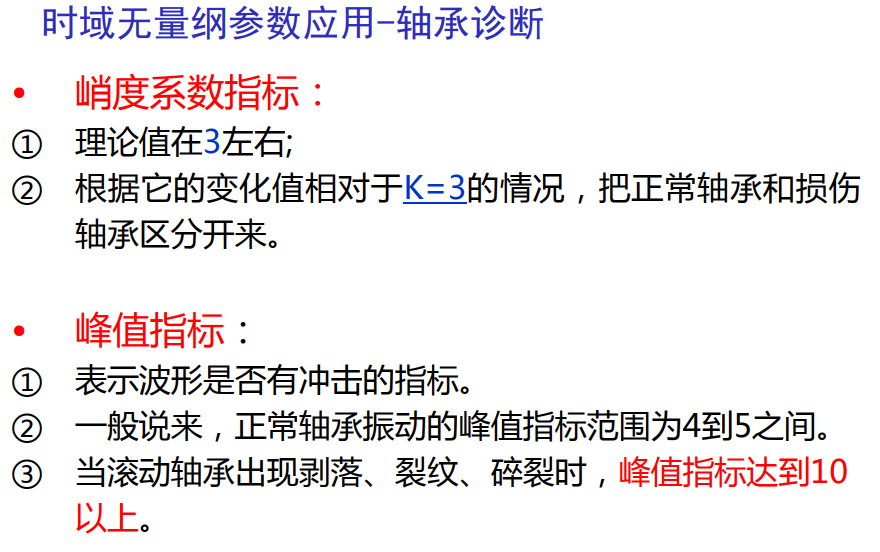 时域无量纲参数应用-轴承诊断
• 峭度系数指标：
① 理论值在3左右;
② 根据它的变化值相对于K=3的情况，把正常轴承和损伤
轴承区分开来。
• 峰值指标：
① 表示波形是否有冲击的指标。
② 一般说来，正常轴承振动的峰值指标范围为4到5之间。
③ 当滚动轴承出现剥落、裂纹、碎裂时，峰值指标达到10
以上。